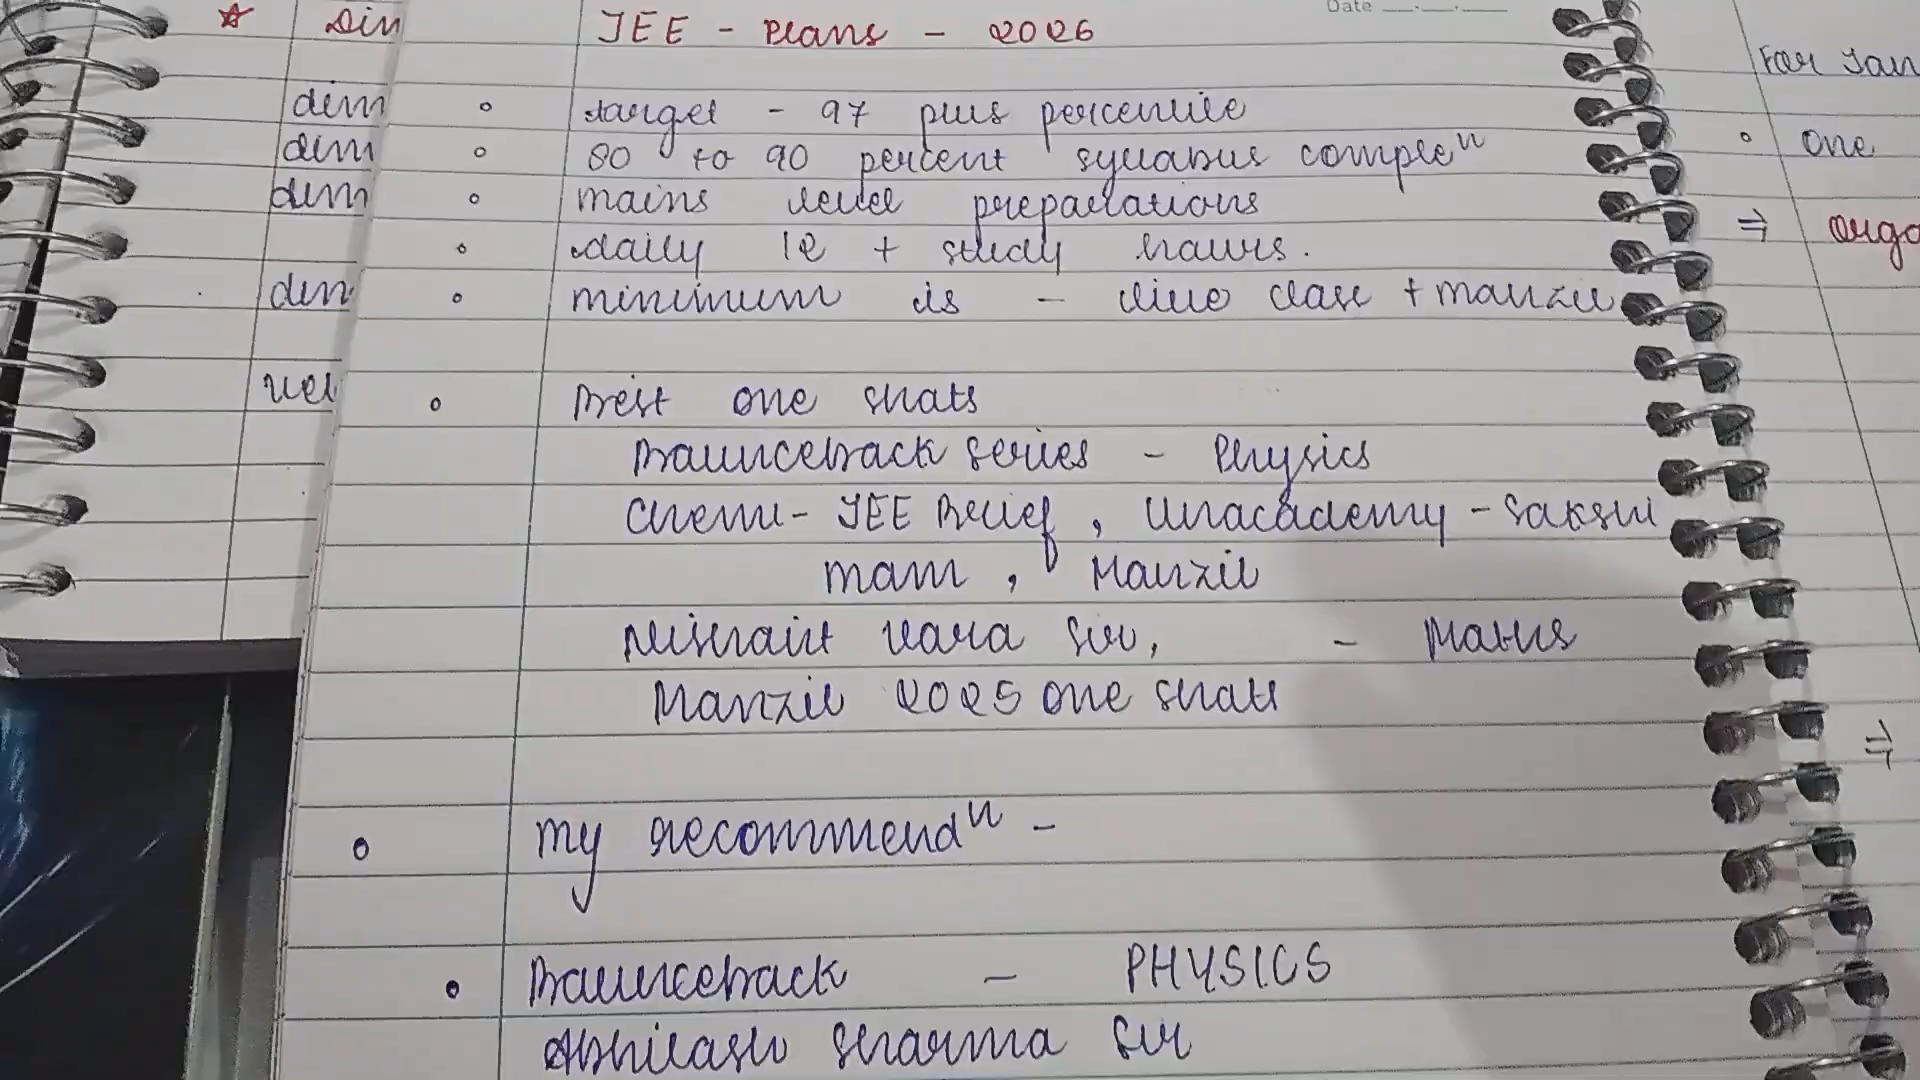 JEE - Plans - 2026
Date
target - 97 plus percentile
80 to 90 percent syllabus complen
mains level preparations
daily 12 + study hours.
minimum is - live class + manzil
Best one shots
Bounceback series - Physics
Chem - JEE Brief, Unacademy - Sakshi
mam, Manzil
Nishant Vora Sir, - Maths
Manzil 2025 one shots
my recommendn -
Bounceback - PHYSICS
Abhilash Sharma Sir
For Jan
one